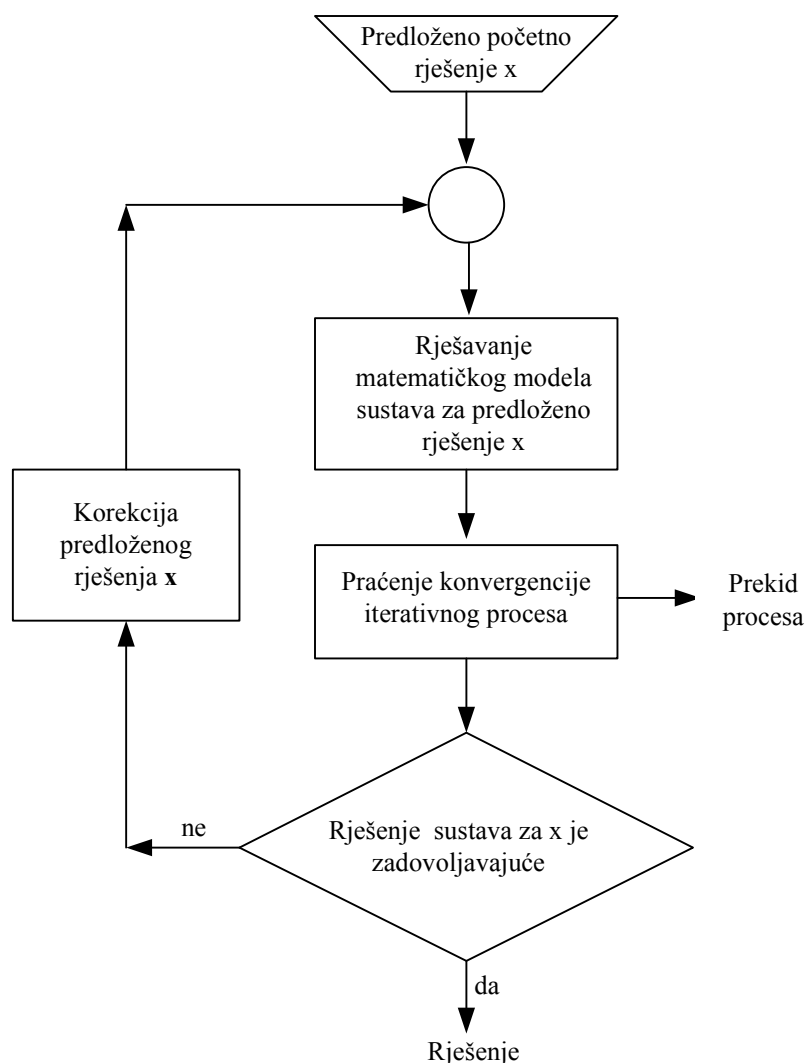 Predloženo početno
rješenje x
Rješavanje
matematičkog modela
sustava za predloženo
rješenje x
Korekcija
predloženog
rješenja x
Praćenje konvergencije
iterativnog procesa
Prekid
procesa
ne
Rješenje sustava za x je
zadovoljavajuće
da
Rješenje